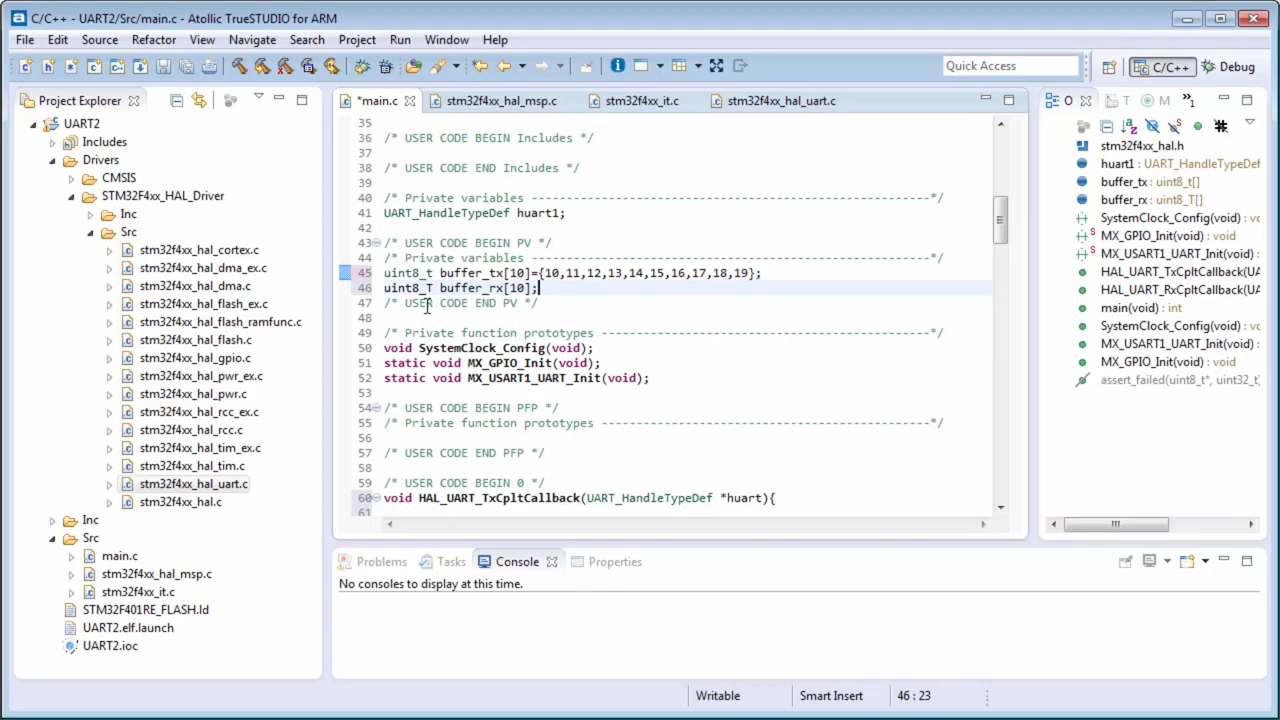 C/C++ - UART2/Src/main.c - Atollic TrueSTUDIO for ARM
File Edit Source Refactor View Navigate Search Project Run Window Help
Quick Access
C/C++
Debug
Project Explorer
UART2
Includes
Drivers
CMSIS
STM32F4xx_HAL_Driver
Inc
Src
stm32f4xx_hal_cortex.c
stm32f4xx_hal_dma_ex.c
stm32f4xx_hal_dma.c
stm32f4xx_hal_flash_ex.c
stm32f4xx_hal_flash_ramfunc.c
stm32f4xx_hal_flash.c
stm32f4xx_hal_gpio.c
stm32f4xx_hal_pwr_ex.c
stm32f4xx_hal_pwr.c
stm32f4xx_hal_rcc_ex.c
stm32f4xx_hal_rcc.c
stm32f4xx_hal_tim_ex.c
stm32f4xx_hal_tim.c
stm32f4xx_hal_uart.c
stm32f4xx_hal.c
Inc
Src
main.c
stm32f4xx_hal_msp.c
stm32f4xx_it.c
STM32F401RE_FLASH.ld
UART2.elf.launch
UART2.ioc
*main.c stm32f4xx_hal_msp.c stm32f4xx_it.c stm32f4xx_hal_uart.c
35
36 /* USER CODE BEGIN Includes */
37
38 /* USER CODE END Includes */
39
40 /* Private variables -----------------------------------------------*/
41 UART_HandleTypeDef huart1;
42
43 /* USER CODE BEGIN PV */
44 /* Private variables -----------------------------------------------*/
45 uint8_t buffer_tx[10]={10,11,12,13,14,15,16,17,18,19};
46 uint8_T buffer_rx[10];
47 /* USER CODE END PV */
48
49 /* Private function prototypes -----------------------------------------------*/
50 void SystemClock_Config(void);
51 static void MX_GPIO_Init(void);
52 static void MX_USART1_UART_Init(void);
53
54 /* USER CODE BEGIN PFP */
55 /* Private function prototypes -----------------------------------------------*/
56
57 /* USER CODE END PFP */
58
59 /* USER CODE BEGIN 0 */
60 void HAL_UART_TxCpltCallback(UART_HandleTypeDef *huart){
61
O T M »1
stm32f4xx_hal.h
huart1 : UART_HandleTypeDef
buffer_tx : uint8_t[]
buffer_rx : uint8_T[]
SystemClock_Config(void) : vo
MX_GPIO_Init(void) : void
MX_USART1_UART_Init(void)
HAL_UART_TxCpltCallback(UA
HAL_UART_RxCpltCallback(UA
main(void) : int
SystemClock_Config(void) : vo
MX_USART1_UART_Init(void)
MX_GPIO_Init(void) : void
assert_failed(uint8_t*, uint32_t)
Problems Tasks Console Properties
No consoles to display at this time.
Writable Smart Insert 46 : 23